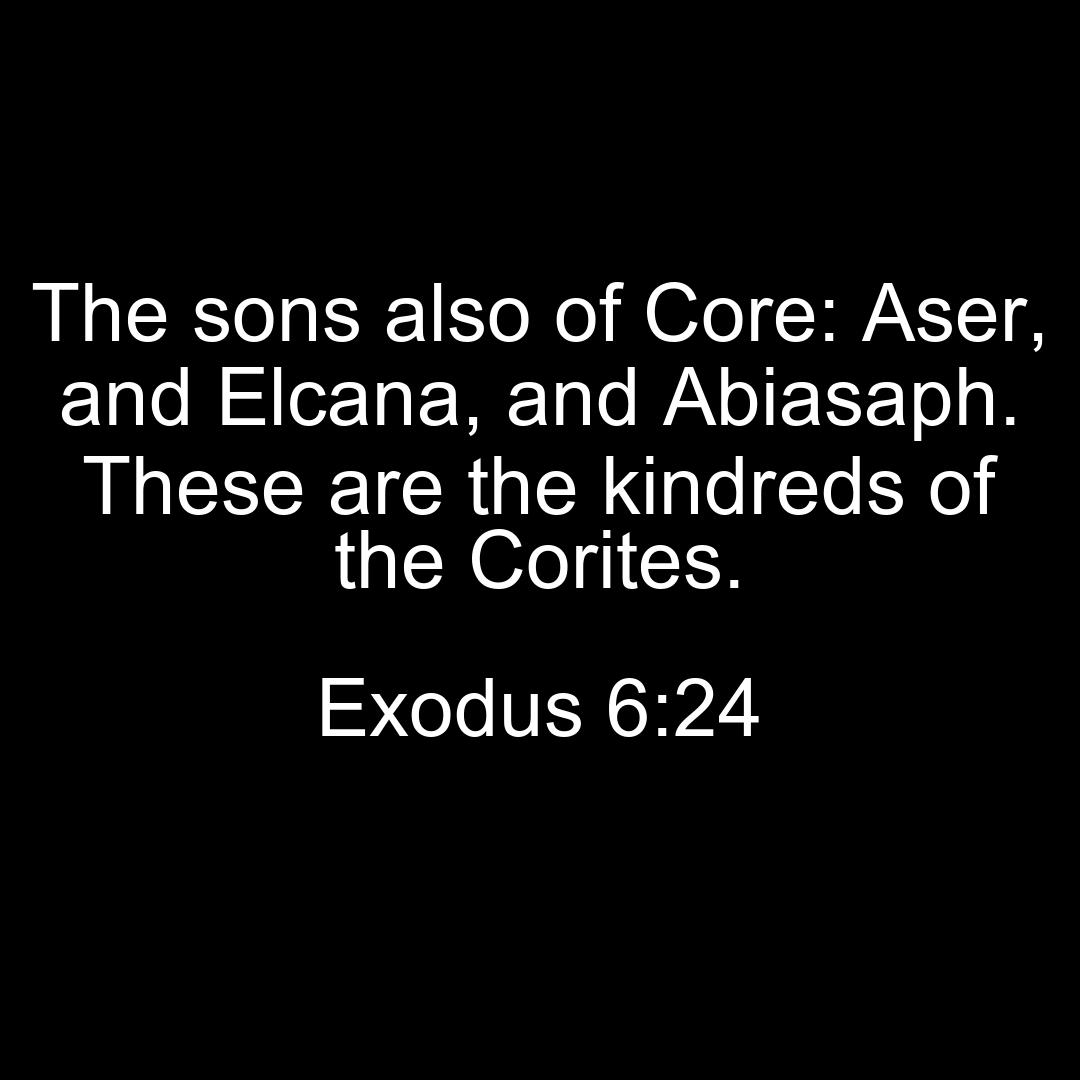 The sons also of Core: Aser,
and Elcana, and Abiasaph.
These are the kindreds of
the Corites.
Exodus 6:24